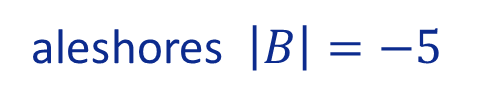 aleshores |B| = −5